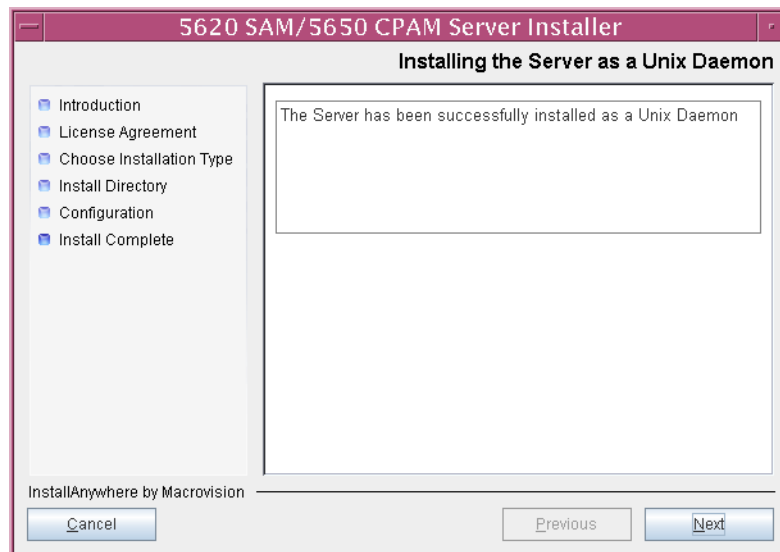 5620 SAM/5650 CPAM Server Installer
Installing the Server as a Unix Daemon
Introduction
License Agreement
Choose Installation Type
Install Directory
Configuration
Install Complete
The Server has been successfully installed as a Unix Daemon
InstallAnywhere by Macrovision
Cancel
Previous
Next